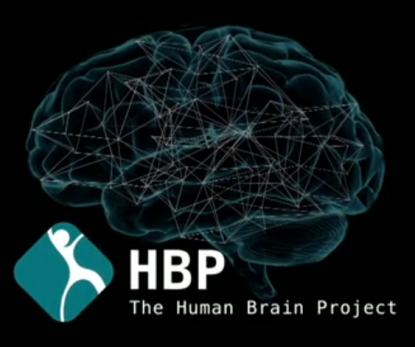 HBP
The Human Brain Project